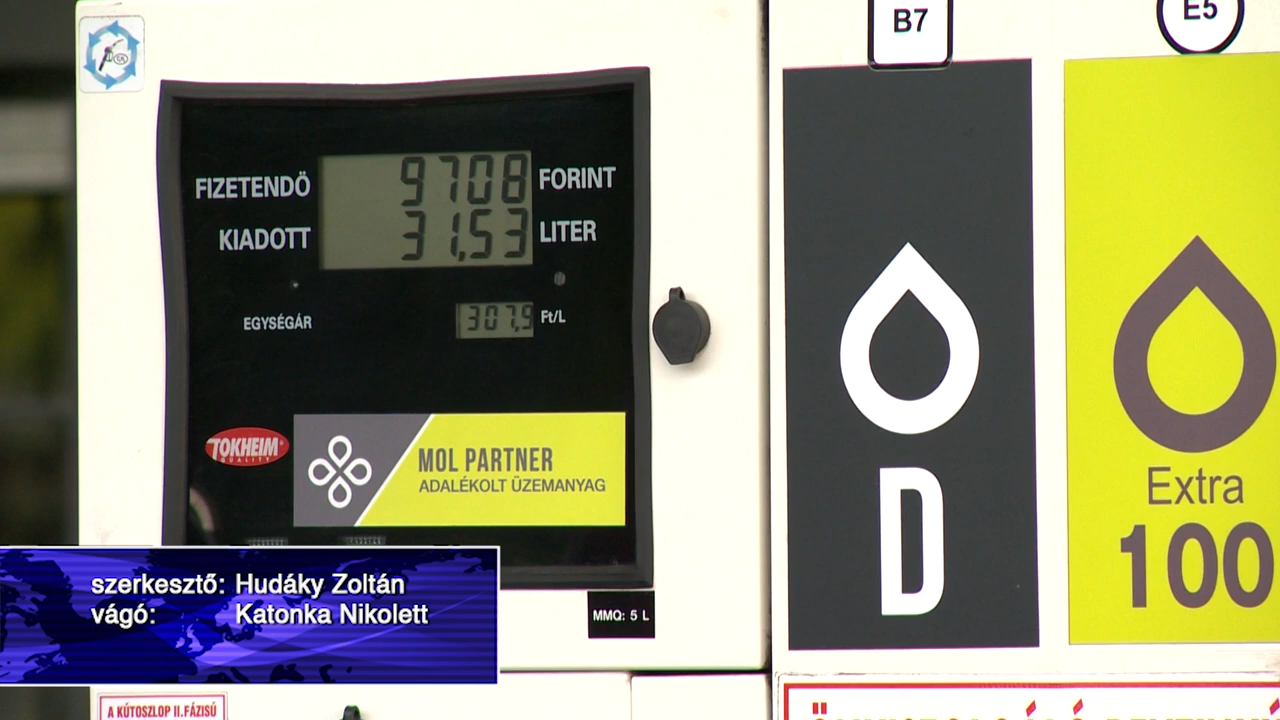 B7
E5
FIZETENDŐ 9708 FORINT
KIADOTT 31,53 LITER
EGYSÉGÁR 307,9 Ft/L
TOKHEIM
QUALITY
MOL PARTNER
ADALÉKOLT ÜZEMANYAG
D
Extra
100
szerkesztő: Hudáky Zoltán
vágó: Katonka Nikolett
MMQ: 5 L
A KÚTOSZLOP II.FÁZISÚ